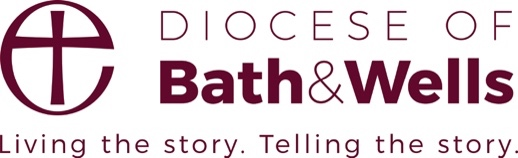 DIOCESE OF
Bath&Wells
Living the story. Telling the story.